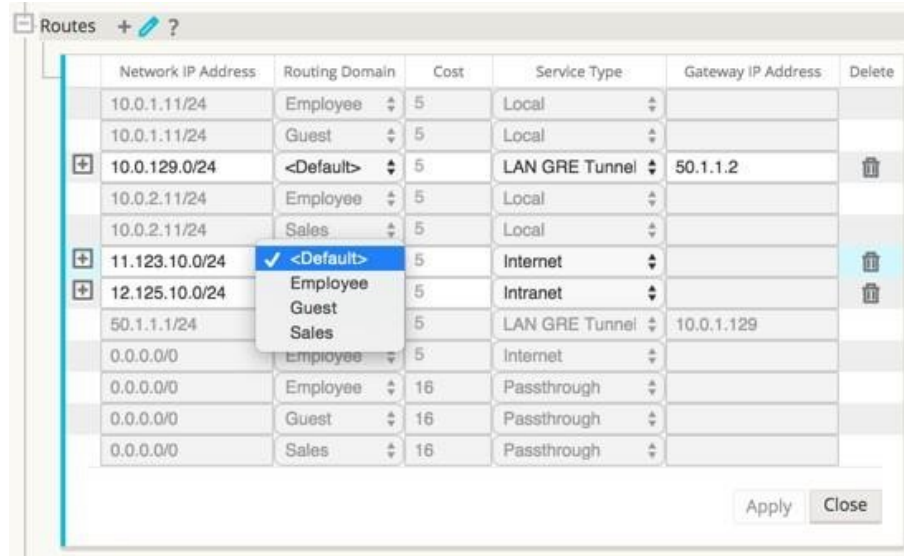 Routes + ?
Network IP Address Routing Domain Cost Service Type Gateway IP Address Delete
10.0.1.11/24 Employee 5 Local
10.0.1.11/24 Guest 5 Local
10.0.129.0/24 <Default> 5 LAN GRE Tunnel 50.1.1.2
10.0.2.11/24 Employee 5 Local
10.0.2.11/24 Sales 5 Local
11.123.10.0/24 <Default> 5 Internet
Employee
12.125.10.0/24 5 Intranet
Guest
50.1.1.1/24 Sales 5 LAN GRE Tunnel 10.0.1.129
0.0.0.0/0 Employee 5 Internet
0.0.0.0/0 Employee 16 Passthrough
0.0.0.0/0 Guest 16 Passthrough
0.0.0.0/0 Sales 16 Passthrough
Apply Close